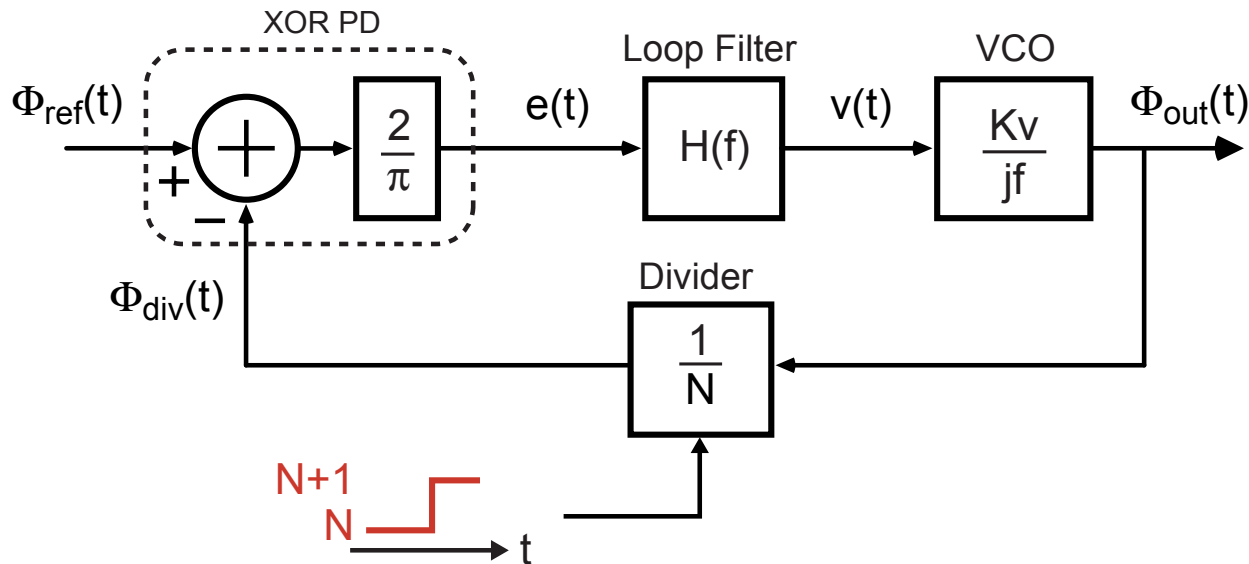 XOR PD
Loop Filter
VCO
Φref(t)
+
−
2
π
e(t)
H(f)
v(t)
Kv
jf
Φout(t)
Φdiv(t)
Divider
1
N
N+1
N
t